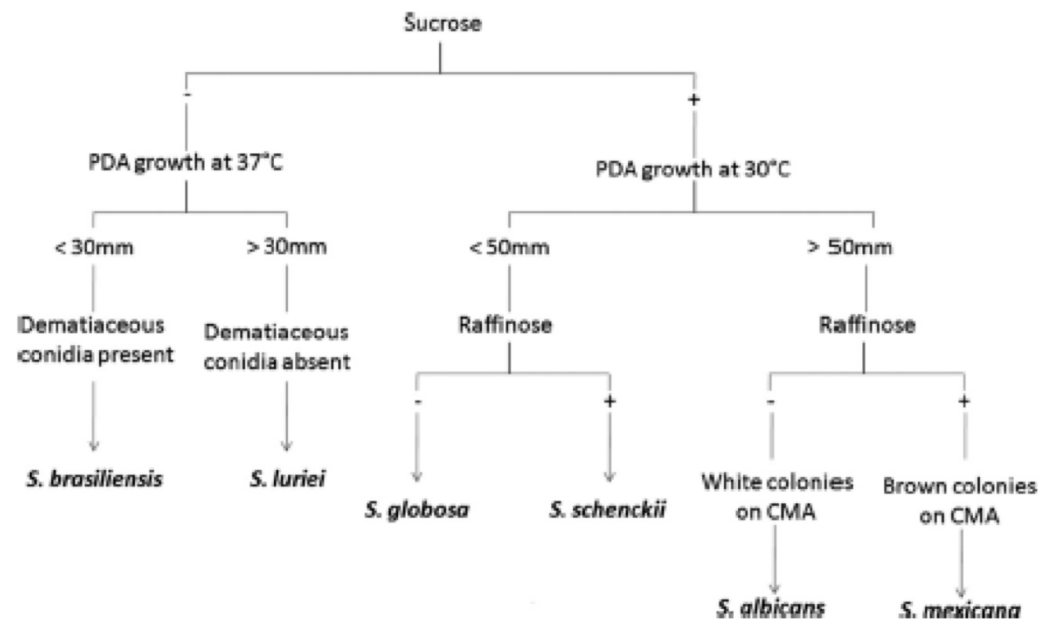 Sucrose
-
+
PDA growth at 37°C
PDA growth at 30°C
< 30mm
> 30mm
<50mm
> 50mm
Dematiaceous
conidia present
Dematiaceous
conidia absent
Raffinose
Raffinose
-
+
-
+
S. brasiliensis
S. luriei
S. globosa
S. schenckii
White colonies
on CMA
Brown colonies
on CMA
S. albicans
S. mexicana